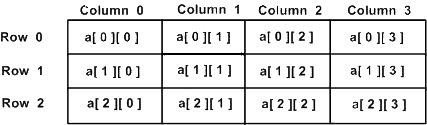 Column 0 Column 1 Column 2 Column 3
Row 0 a[ 0 ][ 0 ] a[ 0 ][ 1 ] a[ 0 ][ 2 ] a[ 0 ][ 3 ]
Row 1 a[ 1 ][ 0 ] a[ 1 ][ 1 ] a[ 1 ][ 2 ] a[ 1 ][ 3 ]
Row 2 a[ 2 ][ 0 ] a[ 2 ][ 1 ] a[ 2 ][ 2 ] a[ 2 ][ 3 ]